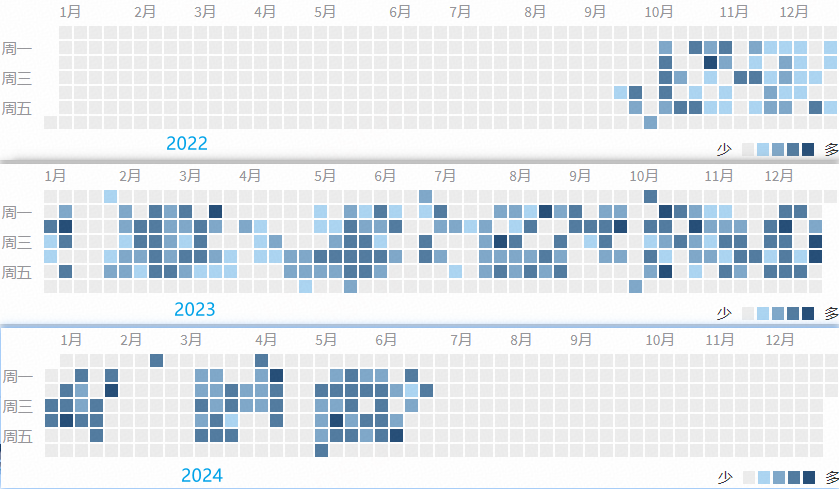 1月 2月 3月 4月 5月 6月 7月 8月 9月 10月 11月 12月
周一
周三
周五
2022 少 多
1月 2月 3月 4月 5月 6月 7月 8月 9月 10月 11月 12月
周一
周三
周五
2023 少 多
1月 2月 3月 4月 5月 6月 7月 8月 9月 10月 11月 12月
周一
周三
周五
2024 少 多